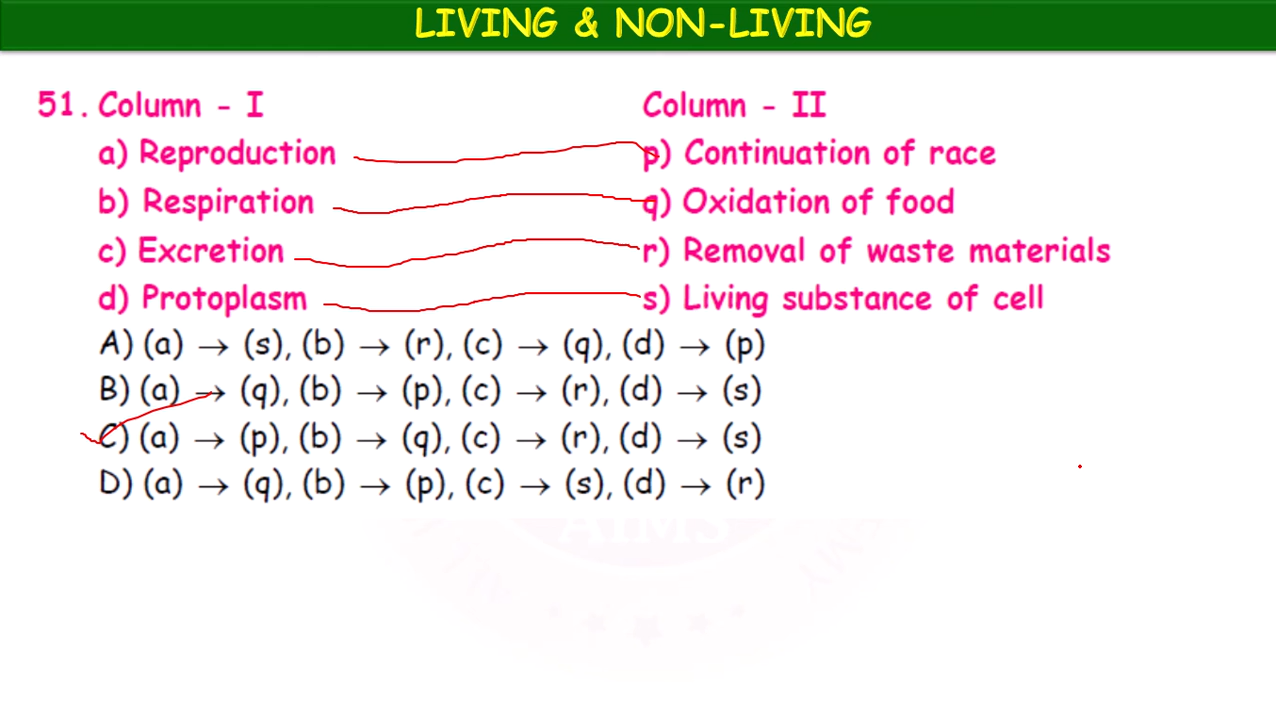 LIVING & NON-LIVING
51. Column - I Column - II
a) Reproduction p) Continuation of race
b) Respiration q) Oxidation of food
c) Excretion r) Removal of waste materials
d) Protoplasm s) Living substance of cell
A) (a) → (s), (b) → (r), (c) → (q), (d) → (p)
B) (a) → (q), (b) → (p), (c) → (r), (d) → (s)
C) (a) → (p), (b) → (q), (c) → (r), (d) → (s)
D) (a) → (q), (b) → (p), (c) → (s), (d) → (r)
AIMS